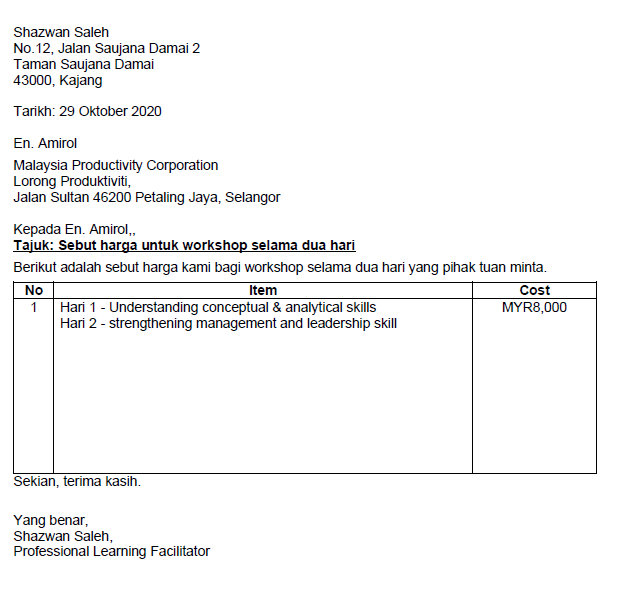 Shazwan Saleh
No.12, Jalan Saujana Damai 2
Taman Saujana Damai
43000, Kajang
Tarikh: 29 Oktober 2020
En. Amirol
Malaysia Productivity Corporation
Lorong Produktiviti,
Jalan Sultan 46200 Petaling Jaya, Selangor
Kepada En. Amirol,,
Tajuk: Sebut harga untuk workshop selama dua hari
Berikut adalah sebut harga kami bagi workshop selama dua hari yang pihak tuan minta.
No Item Cost
1 Hari 1 - Understanding conceptual & analytical skills MYR8,000
Hari 2 - strengthening management and leadership skill
Sekian, terima kasih.
Yang benar,
Shazwan Saleh,
Professional Learning Facilitator